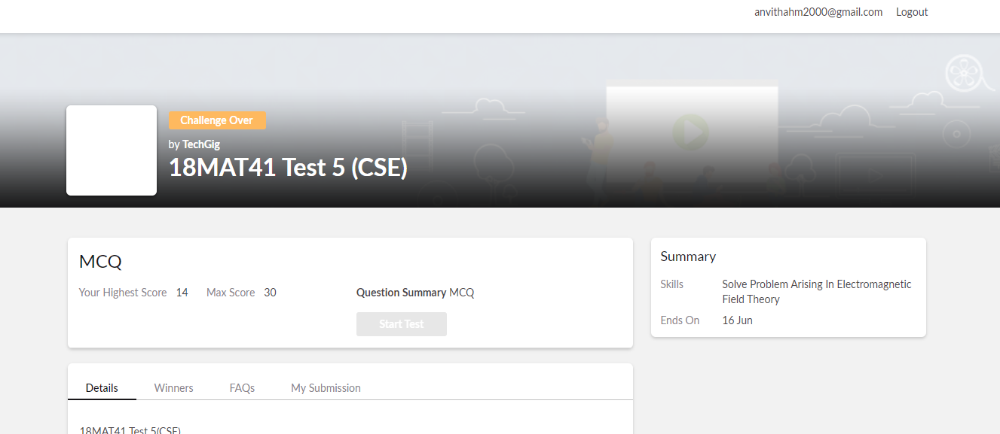 anvithahm2000@gmail.com Logout
Challenge Over
by TechGig
18MAT41 Test 5 (CSE)
MCQ
Your Highest Score 14 Max Score 30 Question Summary MCQ
Start Test
Summary
Skills Solve Problem Arising In Electromagnetic
Field Theory
Ends On 16 Jun
Details Winners FAQs My Submission
18MAT41 Test 5(CSE)